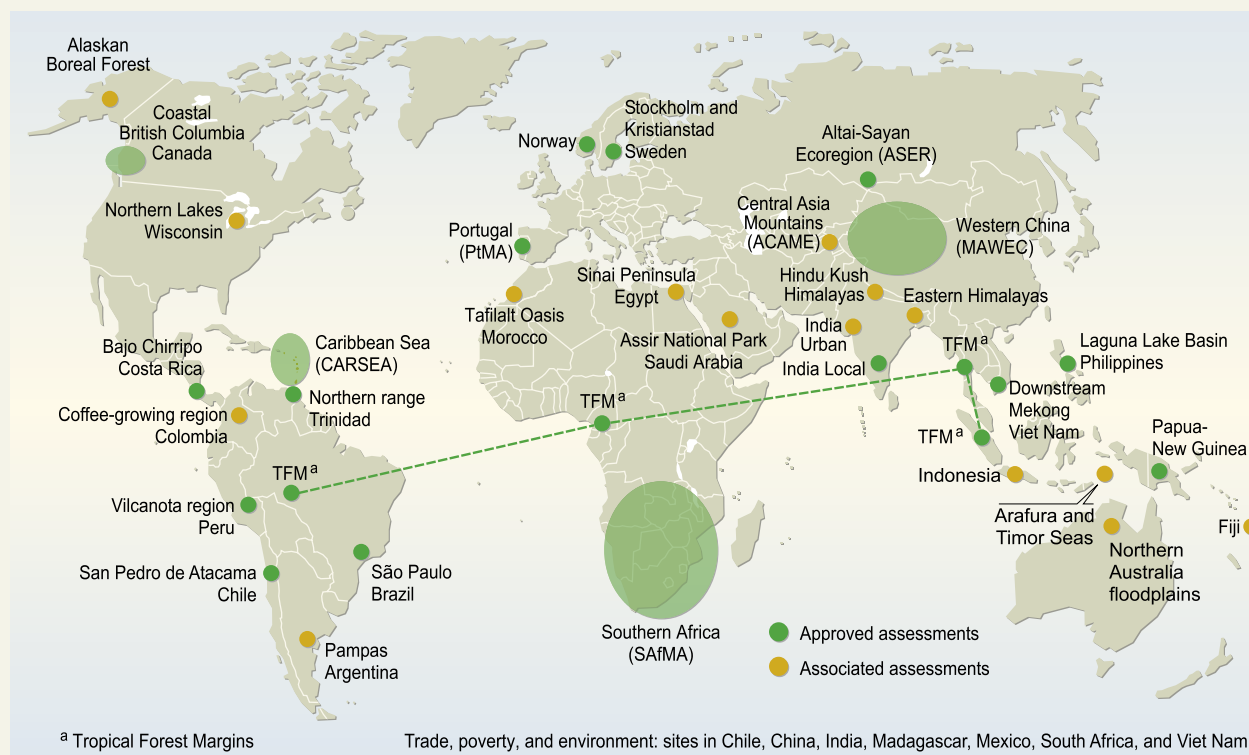 Alaskan
Boreal Forest
Coastal
British Columbia
Canada
Northern Lakes
Wisconsin
Norway
Stockholm and
Kristianstad
Sweden
Altai-Sayan
Ecoregion (ASER)
Portugal
(PtMA)
Central Asia
Mountains
(ACAME)
Western China
(MAWEC)
Sinai Peninsula
Egypt
Hindu Kush
Himalayas
Eastern Himalayas
Tafilalt Oasis
Morocco
Assir National Park
Saudi Arabia
India
Urban
India Local
TFM a
Laguna Lake Basin
Philippines
Bajo Chirripo
Costa Rica
Caribbean Sea
(CARSEA)
Northern range
Trinidad
Coffee-growing region
Colombia
TFM a
Downstream
Mekong
Viet Nam
TFM a
Papua-
New Guinea
Indonesia
TFM a
Vilcanota region
Peru
Arafura and
Timor Seas
Fiji
Northern
Australia
floodplains
San Pedro de Atacama
Chile
São Paulo
Brazil
Southern Africa
(SAfMA)
Pampas
Argentina
Approved assessments
Associated assessments
a Tropical Forest Margins
Trade, poverty, and environment: sites in Chile, China, India, Madagascar, Mexico, South Africa, and Viet Nam